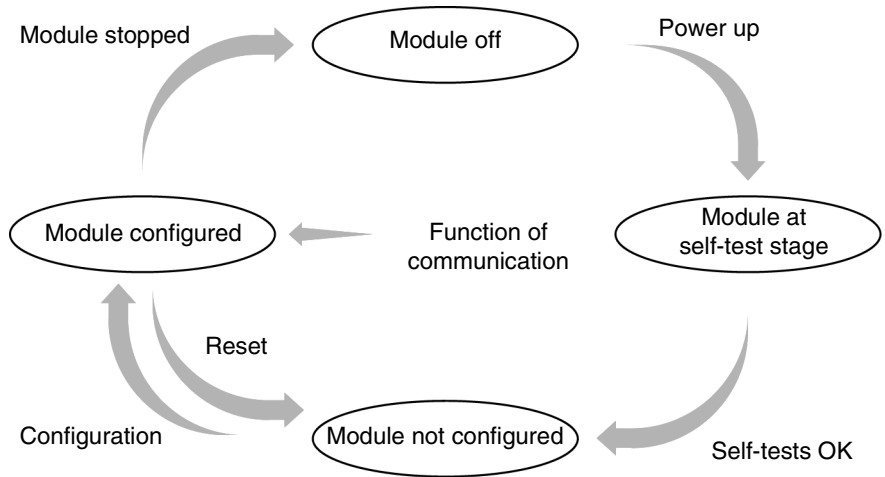 Module stopped
Module off
Power up
Module configured
Function of
communication
Module at
self-test stage
Reset
Configuration
Module not configured
Self-tests OK